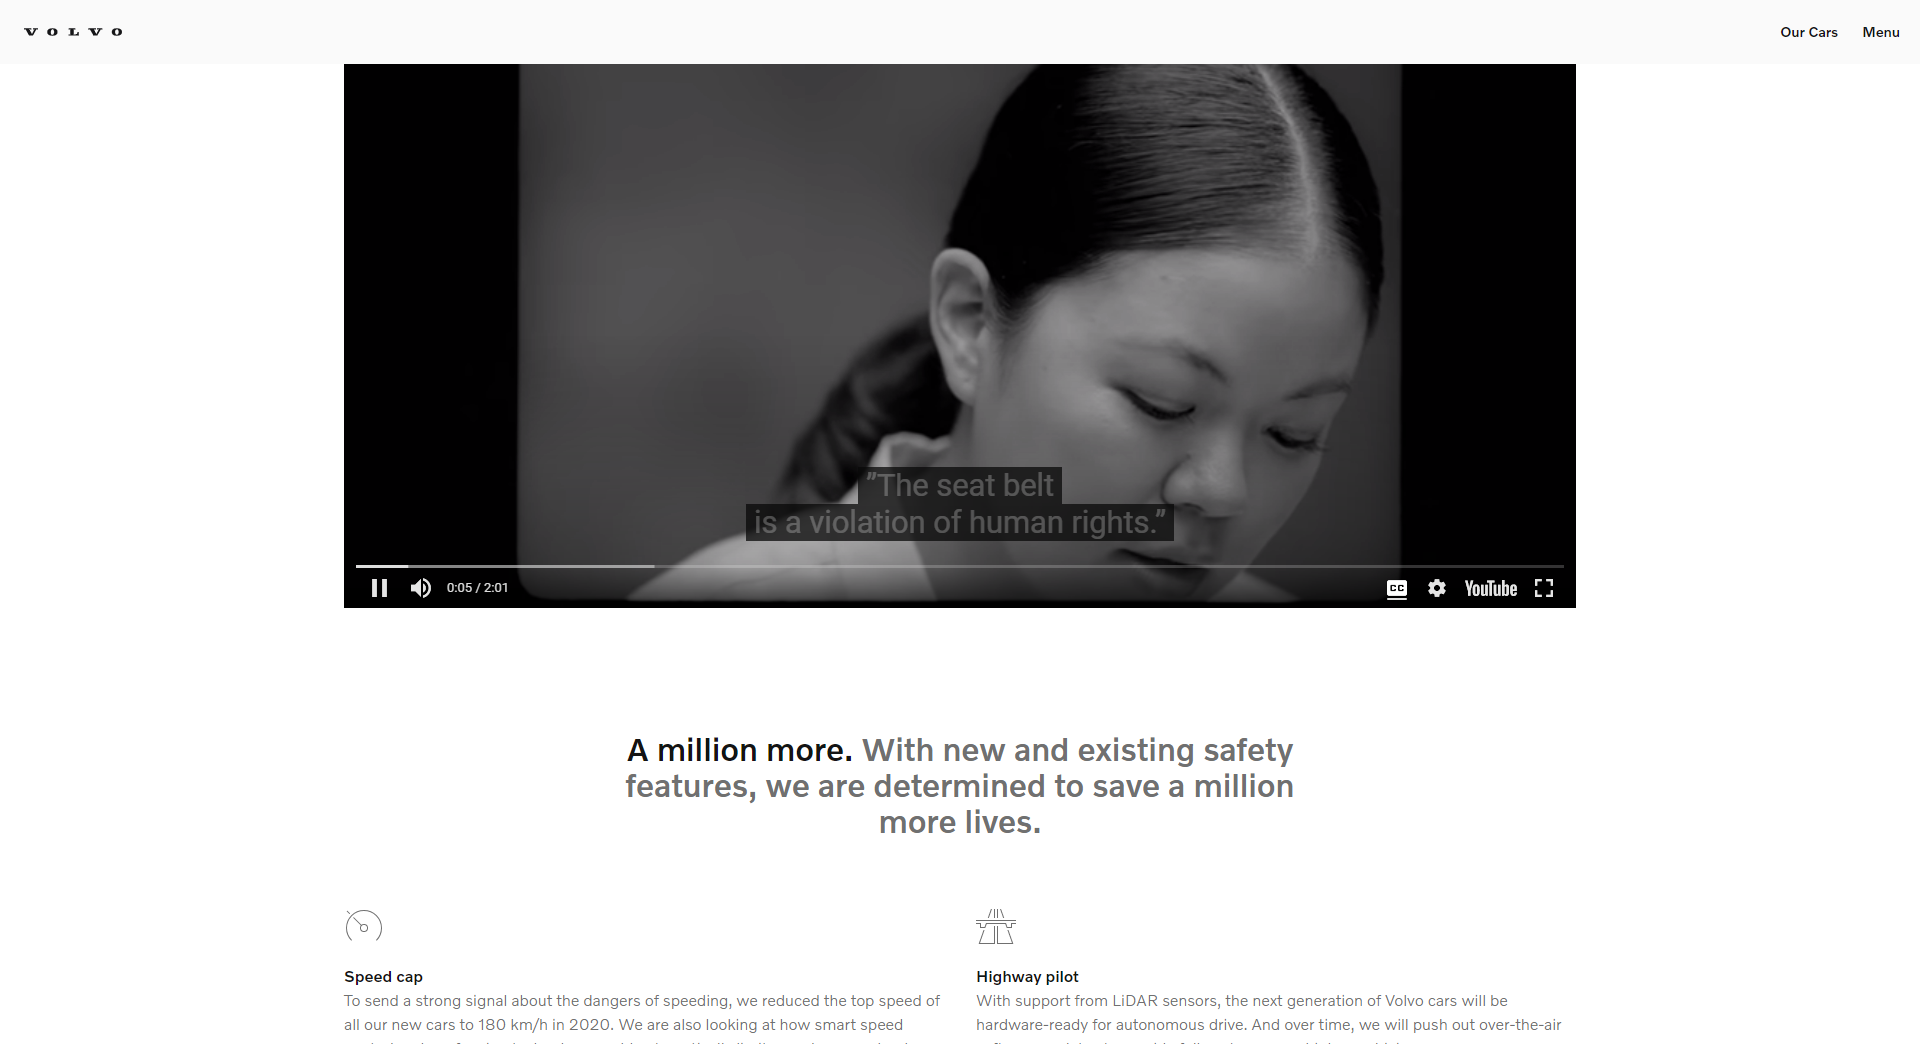 VOLVO
Our Cars
Menu
”The seat belt
is a violation of human rights.”
0:05 / 2:01
CC
YouTube
A million more. With new and existing safety
features, we are determined to save a million
more lives.
Speed cap
To send a strong signal about the dangers of speeding, we reduced the top speed of
all our new cars to 180 km/h in 2020. We are also looking at how smart speed
Highway pilot
With support from LiDAR sensors, the next generation of Volvo cars will be
hardware-ready for autonomous drive. And over time, we will push out over-the-air